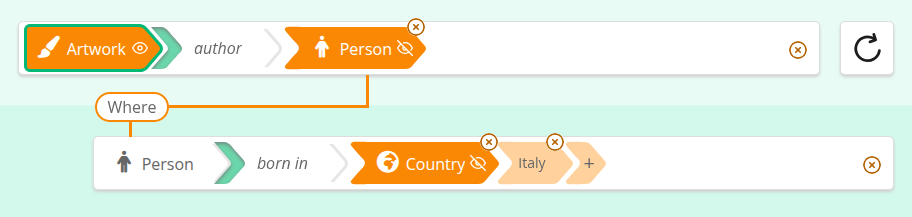 Artwork author Person
Where
Person born in Country Italy +